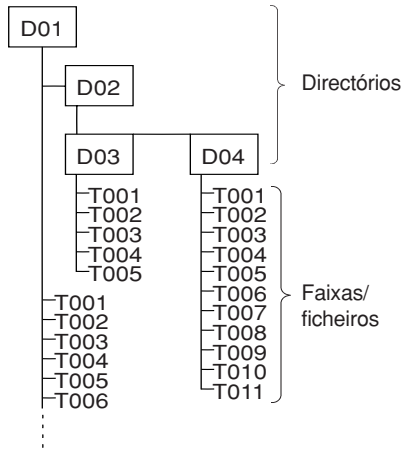 D01
D02
Directórios
D03
D04
T001
T002
T003
T004
T005
T001
T002
T003
T004
T005
T006
T007
T008
T009
T010
T011
Faixas/
ficheiros
T001
T002
T003
T004
T005
T006